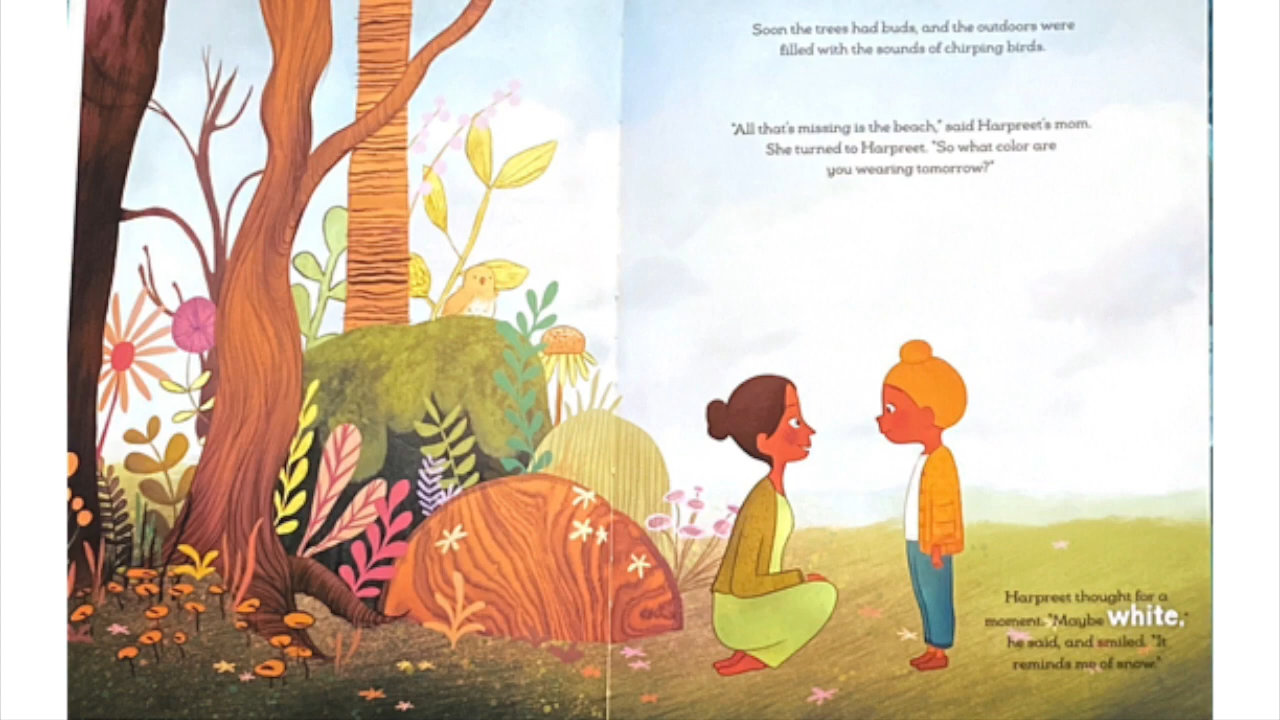 Soon the trees had buds, and the outdoors were
filled with the sounds of chirping birds.
"All that's missing is the beach," said Harpreet's mom.
She turned to Harpreet. "So what color are
you wearing tomorrow?"
Harpreet thought for a
moment. "Maybe white,"
he said, and smiled. "It
reminds me of snow."